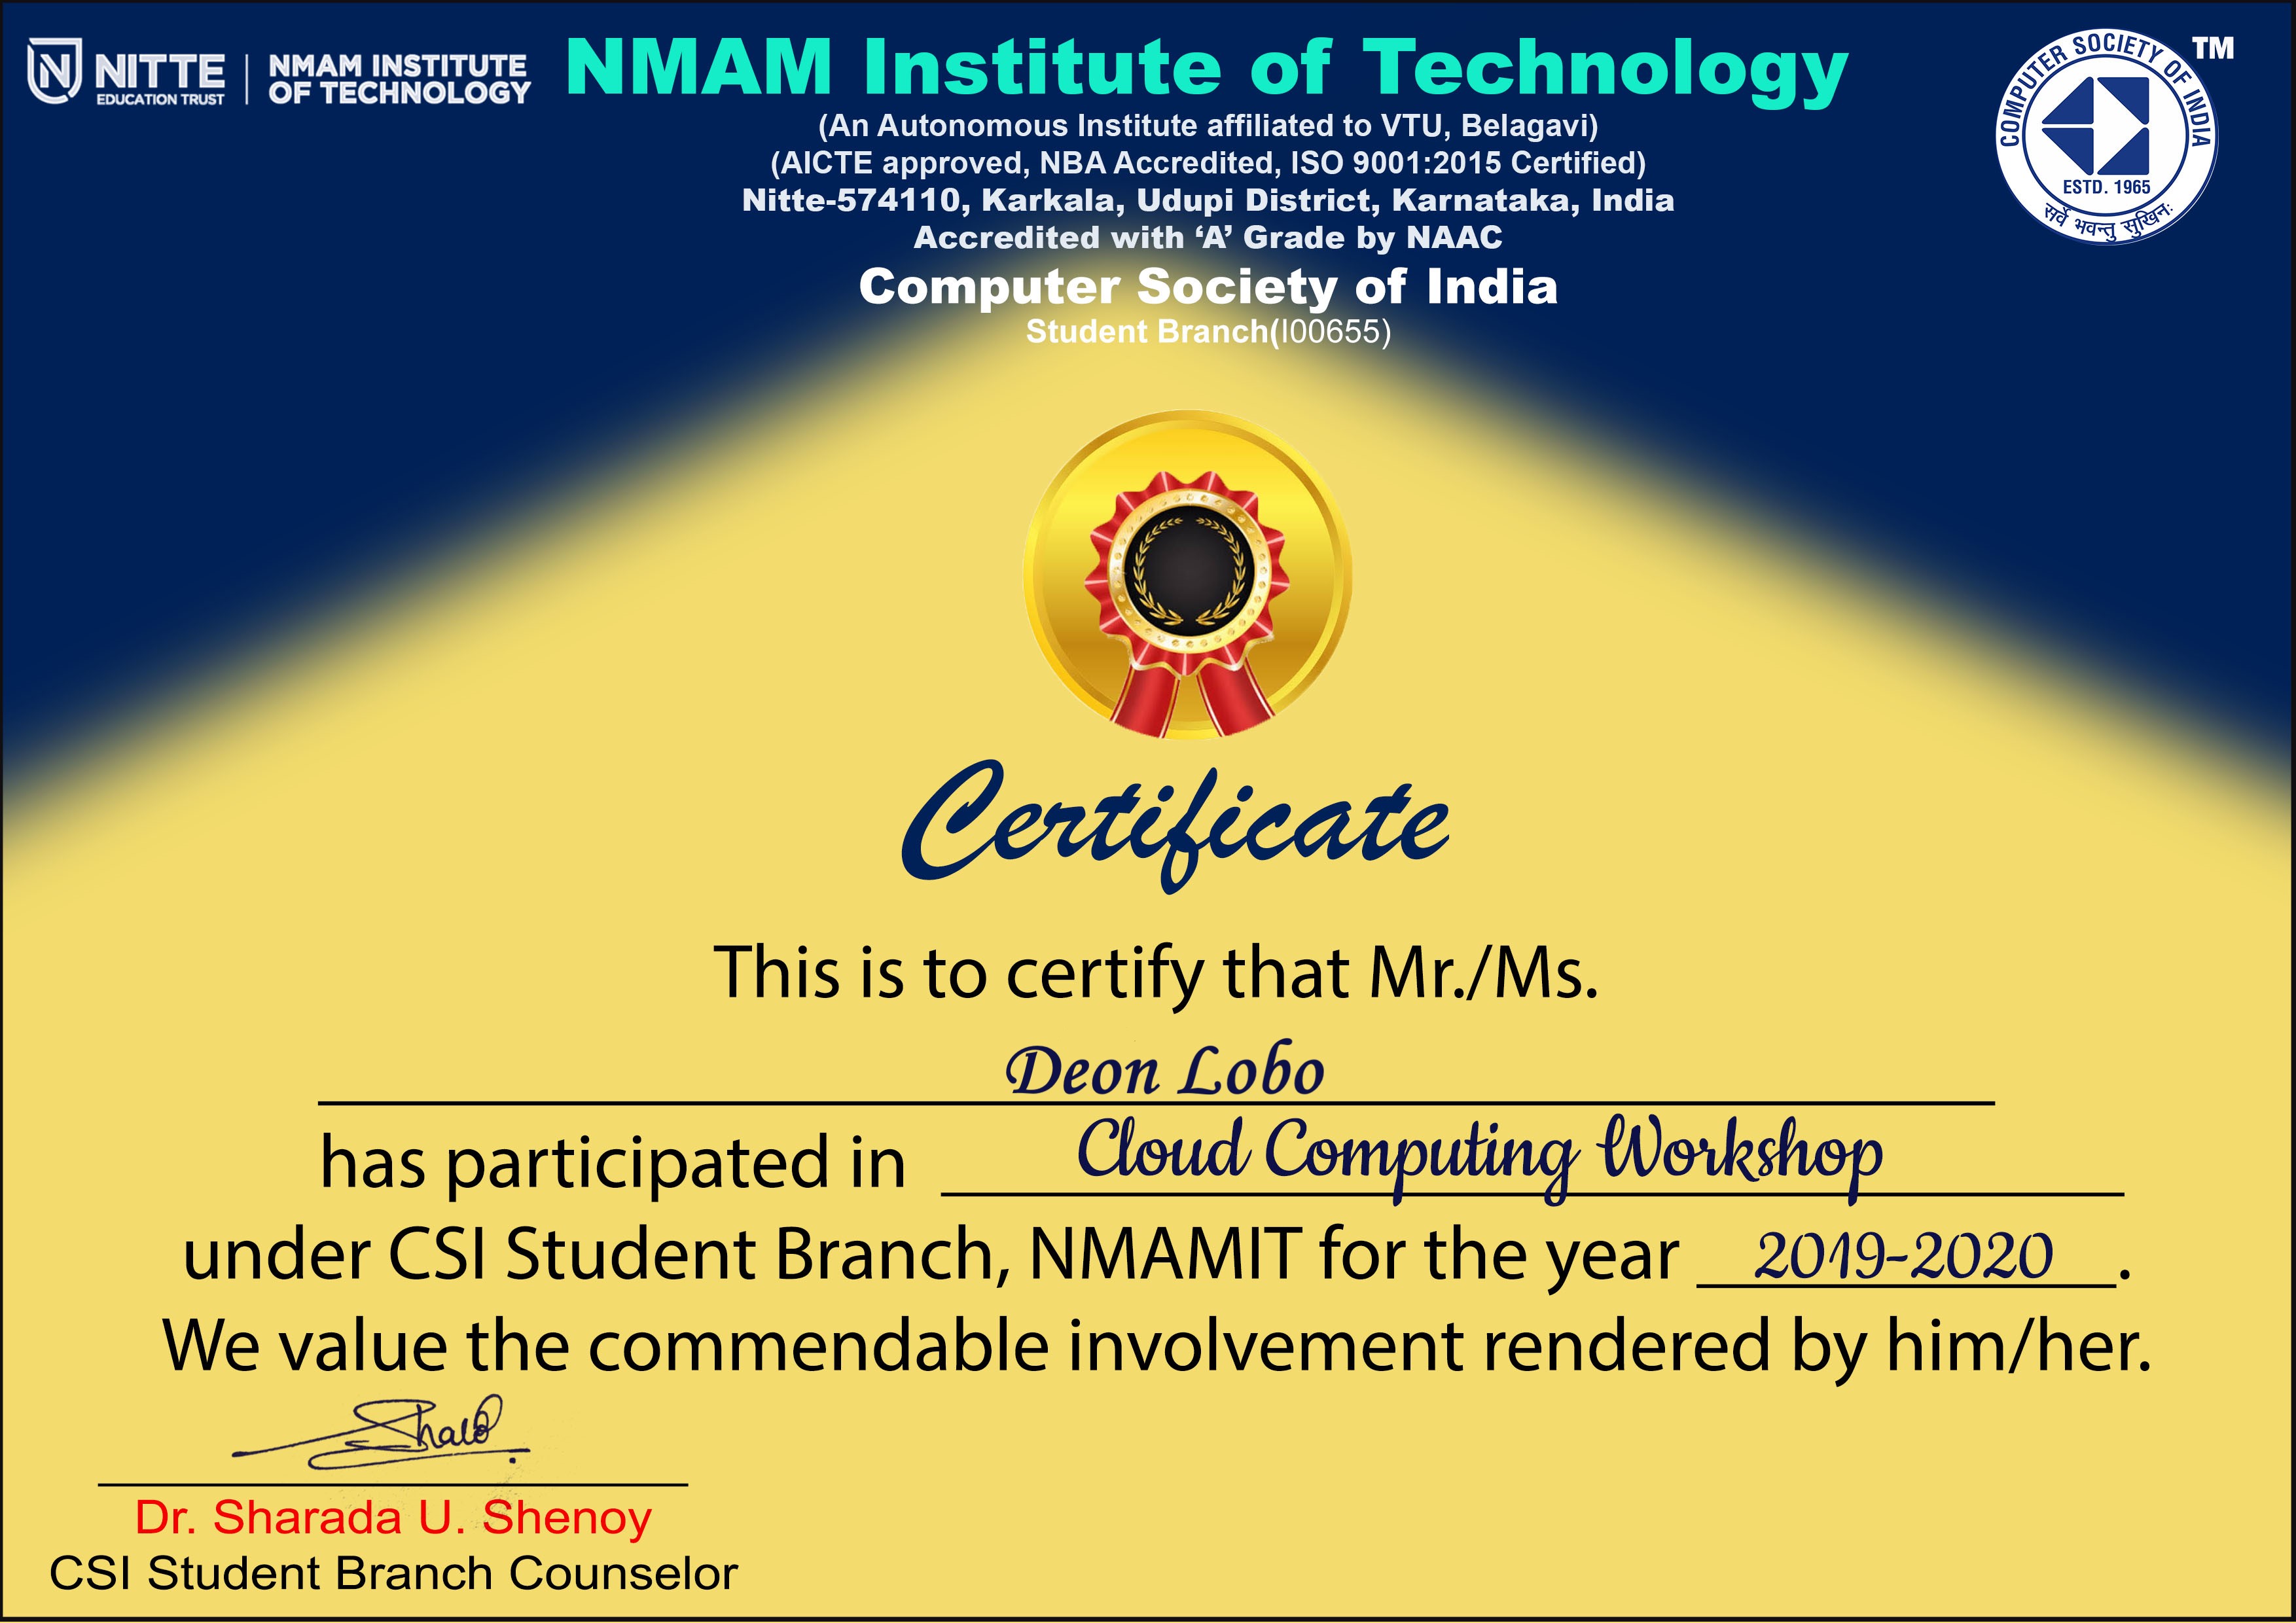 NITTE
EDUCATION TRUST
NMAM INSTITUTE
OF TECHNOLOGY
NMAM Institute of Technology
(An Autonomous Institute affiliated to VTU, Belagavi)
(AICTE approved, NBA Accredited, ISO 9001:2015 Certified)
Nitte-574110, Karkala, Udupi District, Karnataka, India
Accredited with ‘A’ Grade by NAAC
Computer Society of India
Student Branch(I00655)
COMPUTER SOCIETY OF INDIA
TM
ESTD. 1965
सर्वे भवन्तु सुखिनः
Certificate
This is to certify that Mr./Ms.
Deon Lobo
has participated in Cloud Computing Workshop
under CSI Student Branch, NMAMIT for the year 2019-2020.
We value the commendable involvement rendered by him/her.
Dr. Sharada U. Shenoy
CSI Student Branch Counselor